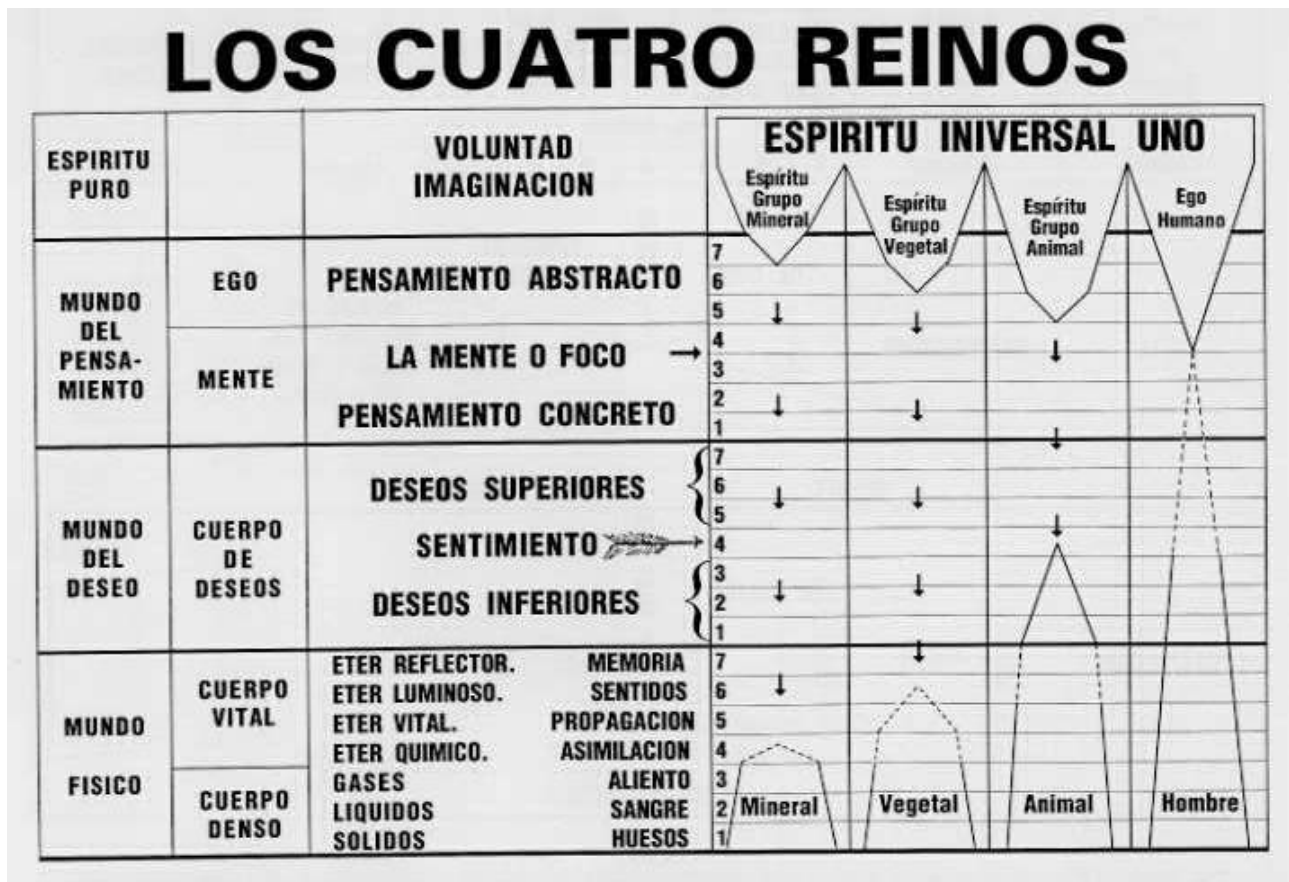 LOS CUATRO REINOS
ESPIRITU
PURO
VOLUNTAD
IMAGINACION
ESPIRITU INIVERSAL UNO
Espíritu
Grupo
Mineral
Espíritu
Grupo
Vegetal
Espíritu
Grupo
Animal
Ego
Humano
MUNDO
DEL
PENSA-
MIENTO
EGO
PENSAMIENTO ABSTRACTO
MENTE
LA MENTE O FOCO
PENSAMIENTO CONCRETO
7
6
5
4
3
2
1
MUNDO
DEL
DESEO
CUERPO
DE
DESEOS
DESEOS SUPERIORES
SENTIMIENTO
DESEOS INFERIORES
7
6
5
4
3
2
1
MUNDO
FISICO
CUERPO
VITAL
CUERPO
DENSO
ETER REFLECTOR. MEMORIA 7
ETER LUMINOSO. SENTIDOS 6
ETER VITAL. PROPAGACION 5
ETER QUIMICO. ASIMILACION 4
GASES ALIENTO 3
LIQUIDOS SANGRE 2
SOLIDOS HUESOS 1
Mineral
Vegetal
Animal
Hombre